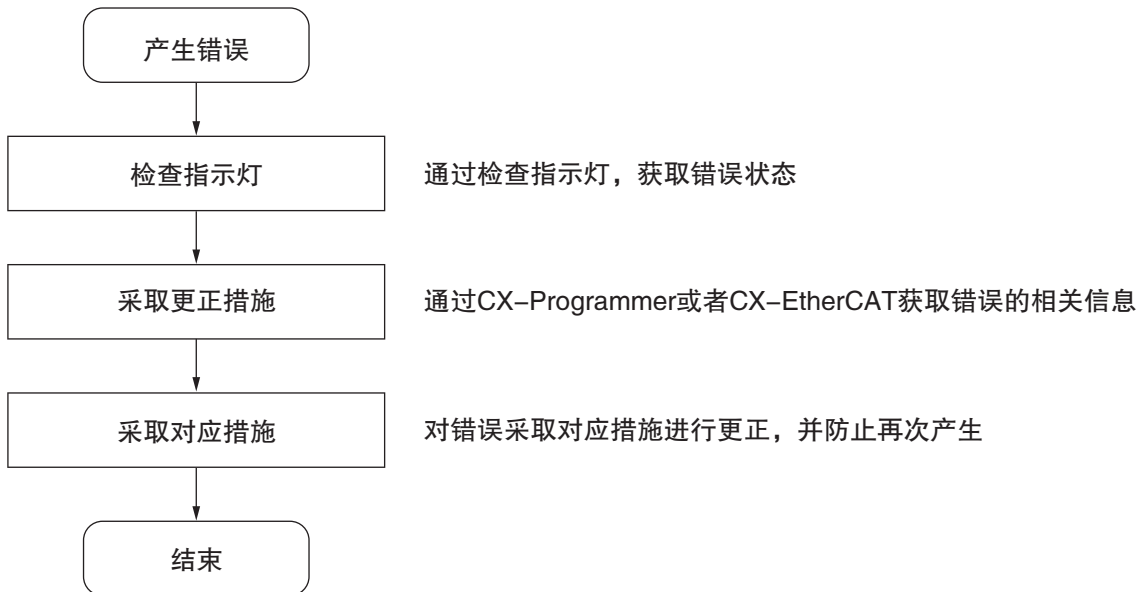 产生错误
检查指示灯
通过检查指示灯，获取错误状态
采取更正措施
通过CX–Programmer或者CX–EtherCAT获取错误的相关信息
采取对应措施
对错误采取对应措施进行更正，并防止再次产生
结束